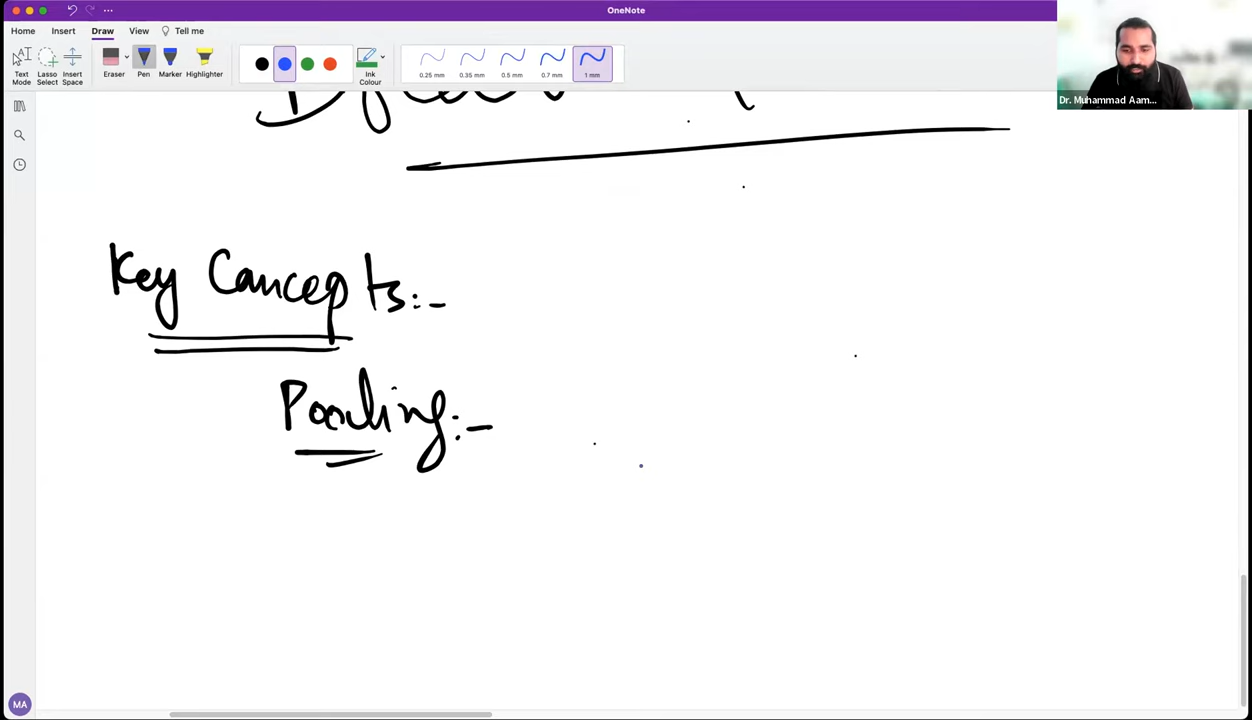 OneNote
Home Insert Draw View Tell me
Text Mode Lasso Select Insert Space Eraser Pen Marker Highlighter Ink Colour 0.25 mm 0.35 mm 0.5 mm 0.7 mm 1 mm
Dr. Muhammad Aam...
Key Concepts:-
Pooling:-
MA